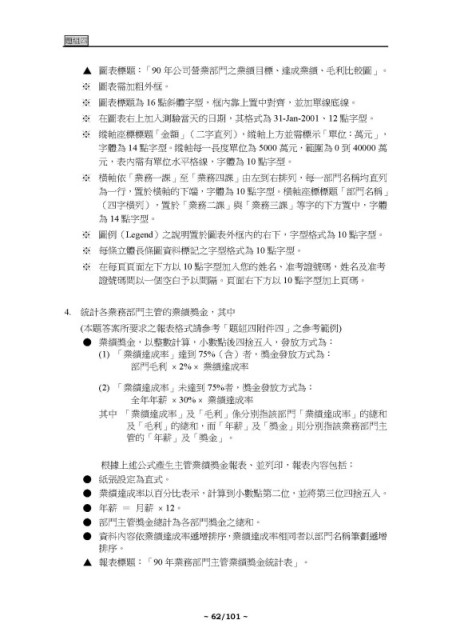 題組六
▲ 圖表標題:「90 年公司營業部門之業績目標、達成業績、毛利比較圖」。
※ 圖表需加粗外框。
※ 圖表標題為 16 點斜體字型，框內靠上置中對齊，並加單線底線。
※ 在圖表右上加入測驗當天的日期，其格式為 31-Jan-2001、12 點字型。
※ 縱軸座標標題「金額」（二字直列），縱軸上方並需標示「單位：萬元」，
字體為 14 點字型。縱軸每一長度單位為 5000 萬元，範圍為 0 到 40000 萬
元，表內需有單位水平格線，字體為 10 點字型。
※ 橫軸依「業務一課」至「業務四課」由左到右排列，每一部門名稱均直列
為一行，置於橫軸的下端，字體為 10 點字型。橫軸座標標題「部門名稱」
（四字橫列），置於「業務二課」與「業務三課」等字的下方置中，字體
為 14 點字型。
※ 圖例（Legend）之說明置於圖表外框內的右下，字型格式為 10 點字型。
※ 每條立體長條圖資料標記之字型格式為 10 點字型。
※ 在每頁頁面左下方以 10 點字型加入您的姓名、准考證號碼，姓名及准考
證號碼間以一個空白予以間隔。頁面右下方以 10 點字型加上頁碼。
4. 統計各業務部門主管的業績獎金，其中
(本題答案所要求之報表格式請參考「題組四附件四」之參考範例)
● 業績獎金，以整數計算，小數點後四捨五入，發放方式為：
(1) 「業績達成率」達到 75%（含）者，獎金發放方式為：
部門毛利 × 2% × 業績達成率
(2) 「業績達成率」未達到 75%者，獎金發放方式為：
全年年薪 × 30% × 業績達成率
其中 「業績達成率」及「毛利」係分別指該部門「業績達成率」的總和
及「毛利」的總和，而「年薪」及「獎金」則分別指該業務部門主
管的「年薪」及「獎金」。
根據上述公式產生主管業績獎金報表，並列印，報表內容包括：
● 紙張設定為直式。
● 業績達成率以百分比表示，計算到小數點第二位，並將第三位四捨五入。
● 年薪 ＝ 月薪 × 12。
● 部門主管獎金總計為各部門獎金之總和。
● 資料內容依業績達成率遞增排序，業績達成率相同者以部門名稱筆劃遞增
排序。
▲ 報表標題：「90 年業務部門主管業績獎金統計表」。
~ 62/101 ~